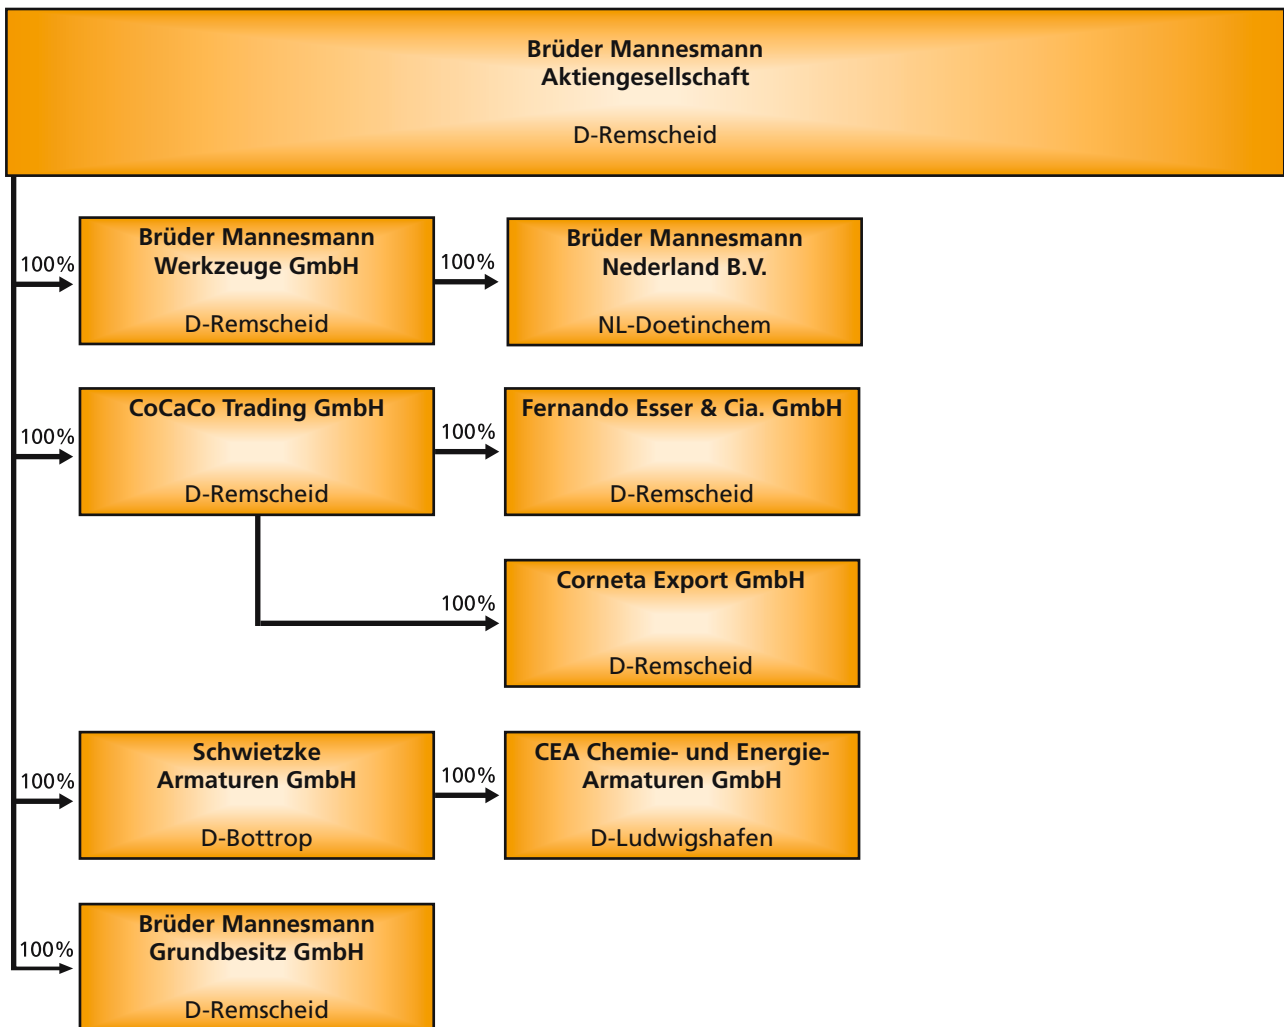 Brüder Mannesmann
Aktiengesellschaft
D-Remscheid
100%
Brüder Mannesmann
Werkzeuge GmbH
D-Remscheid
100%
Brüder Mannesmann
Nederland B.V.
NL-Doetinchem
100%
CoCaCo Trading GmbH
D-Remscheid
100%
Fernando Esser & Cia. GmbH
D-Remscheid
100%
Corneta Export GmbH
D-Remscheid
100%
Schwietzke
Armaturen GmbH
D-Bottrop
100%
CEA Chemie- und Energie-
Armaturen GmbH
D-Ludwigshafen
100%
Brüder Mannesmann
Grundbesitz GmbH
D-Remscheid